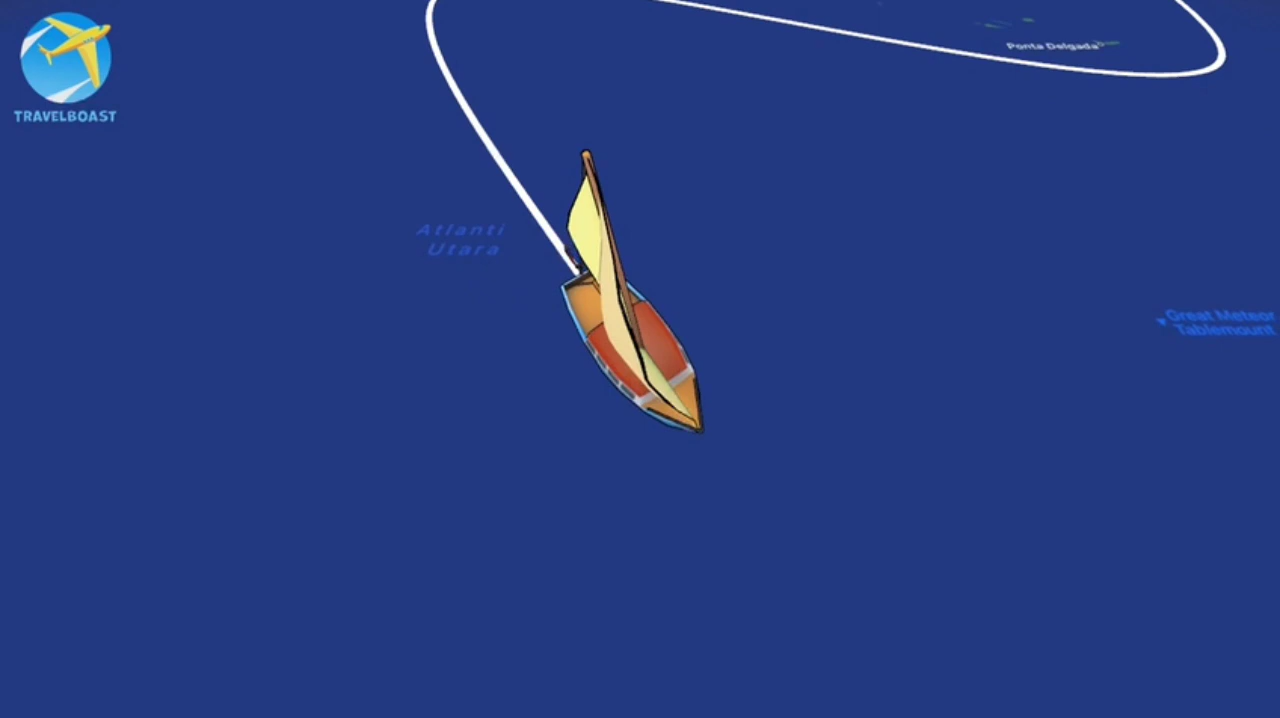 TRAVELBOAST
Ponta Delgada
Atlanti
Utara
Great Meteor
Tablemount